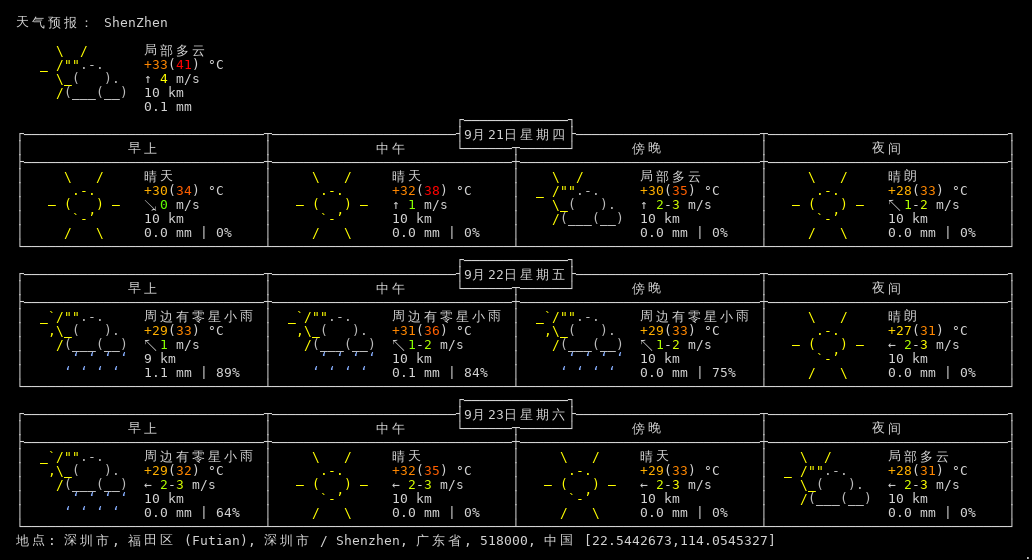 天气预报: ShenZhen
局部多云
+33(41) °C
↑ 4 m/s
10 km
0.1 mm
9月21日星期四
早上 中午 傍晚 夜间
晴天 晴天 局部多云 晴朗
+30(34) °C +32(38) °C +30(35) °C +28(33) °C
↘ 0 m/s ↑ 1 m/s ↑ 2-3 m/s ↖ 1-2 m/s
10 km 10 km 10 km 10 km
0.0 mm | 0% 0.0 mm | 0% 0.0 mm | 0% 0.0 mm | 0%
9月22日星期五
早上 中午 傍晚 夜间
周边有零星小雨 周边有零星小雨 周边有零星小雨 晴朗
+29(33) °C +31(36) °C +29(33) °C +27(31) °C
↖ 1 m/s ↖ 1-2 m/s ↖ 1-2 m/s ← 2-3 m/s
9 km 10 km 10 km 10 km
1.1 mm | 89% 0.1 mm | 84% 0.0 mm | 75% 0.0 mm | 0%
9月23日星期六
早上 中午 傍晚 夜间
周边有零星小雨 晴天 晴天 局部多云
+29(32) °C +32(35) °C +29(33) °C +28(31) °C
← 2-3 m/s ← 2-3 m/s ← 2-3 m/s ← 2-3 m/s
10 km 10 km 10 km 10 km
0.0 mm | 64% 0.0 mm | 0% 0.0 mm | 0% 0.0 mm | 0%
地点: 深圳市, 福田区 (Futian), 深圳市 / Shenzhen, 广东省, 518000, 中国 [22.5442673,114.0545327]